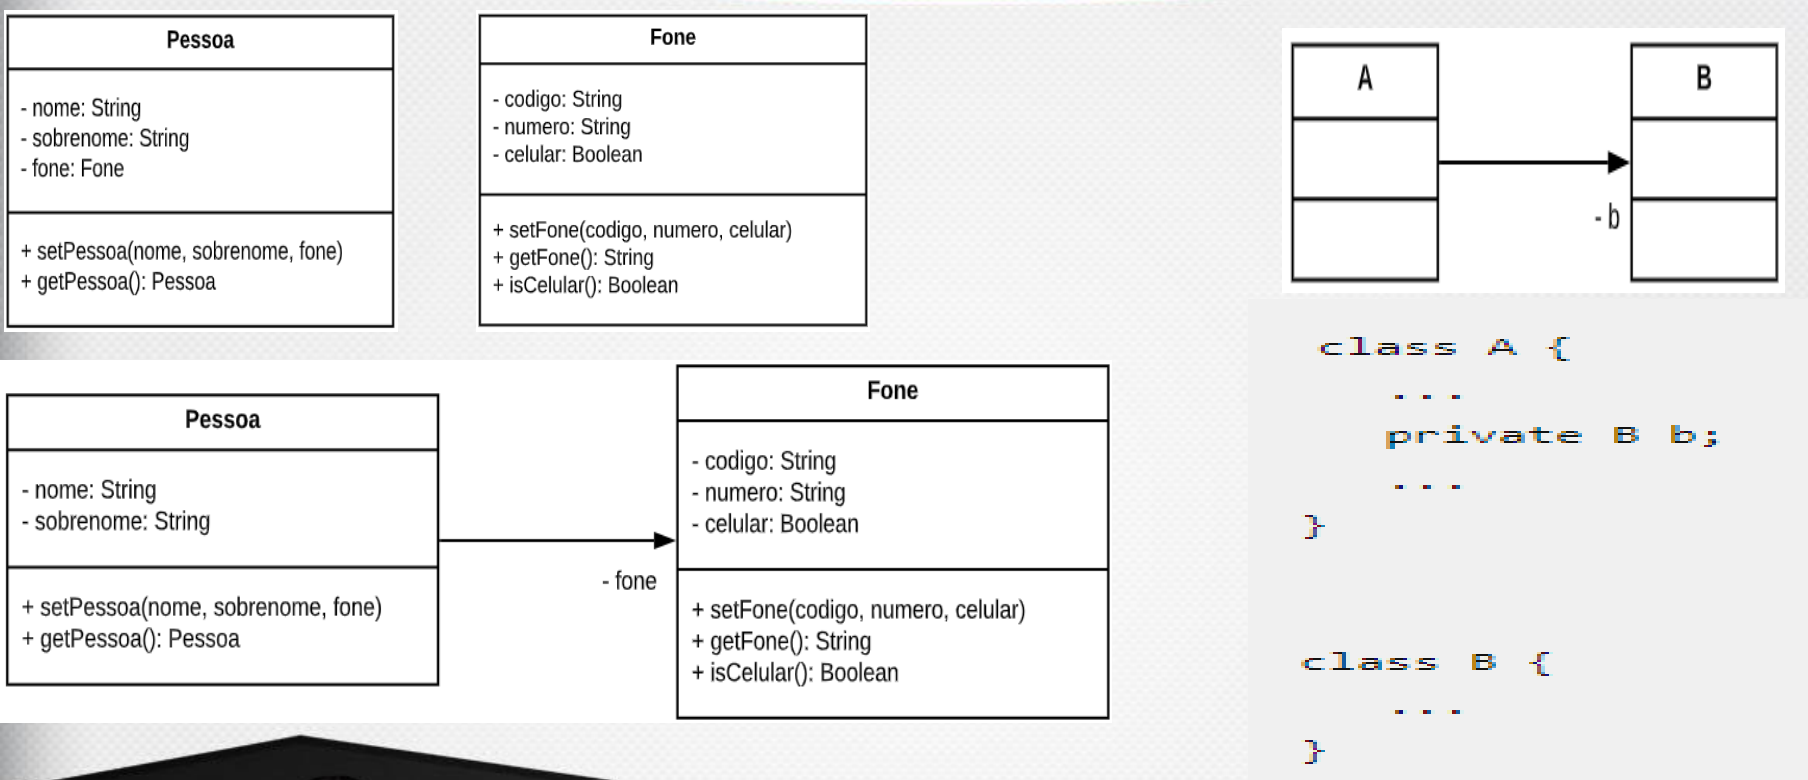 Pessoa
- nome: String
- sobrenome: String
- fone: Fone
+ setPessoa(nome, sobrenome, fone)
+ getPessoa(): Pessoa
Fone
- codigo: String
- numero: String
- celular: Boolean
+ setFone(codigo, numero, celular)
+ getFone(): String
+ isCelular(): Boolean
A
B
- b
Pessoa
- nome: String
- sobrenome: String
+ setPessoa(nome, sobrenome, fone)
+ getPessoa(): Pessoa
- fone
Fone
- codigo: String
- numero: String
- celular: Boolean
+ setFone(codigo, numero, celular)
+ getFone(): String
+ isCelular(): Boolean
class A {
...
private B b;
...
}
class B {
...
}